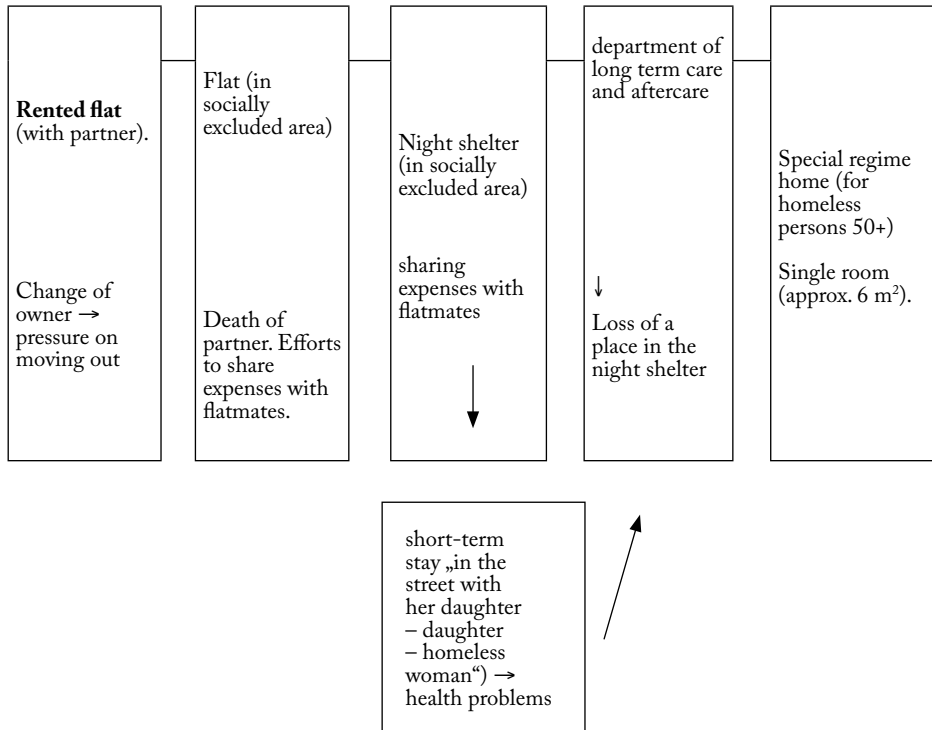 Rented flat
(with partner).
Change of
owner →
pressure on
moving out
Flat (in
socially
excluded area)
Death of
partner. Efforts
to share
expenses with
flatmates.
Night shelter
(in socially
excluded area)
sharing
expenses with
flatmates
department of
long term care
and aftercare
↓
Loss of a
place in the
night shelter
Special regime
home (for
homeless
persons 50+)
Single room
(approx. 6 m²).
short-term
stay „in the
street with
her daughter
– daughter
– homeless
woman“) →
health problems